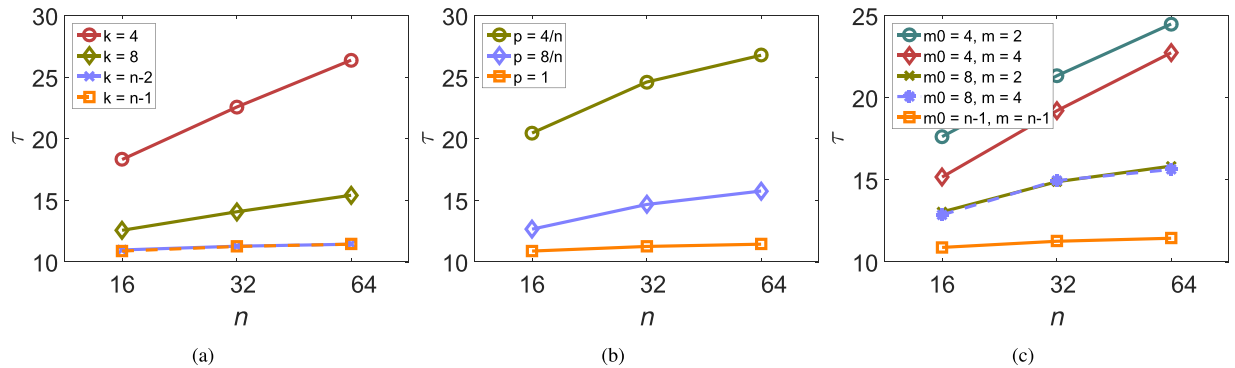 30
25
20
15
10
τ
k = 4
k = 8
k = n-2
k = n-1
16 32 64
n
(a)
30
25
20
15
10
p = 4/n
p = 8/n
p = 1
16 32 64
n
(b)
25
20
15
10
τ
m0 = 4, m = 2
m0 = 4, m = 4
m0 = 8, m = 2
m0 = 8, m = 4
m0 = n-1, m = n-1
16 32 64
n
(c)